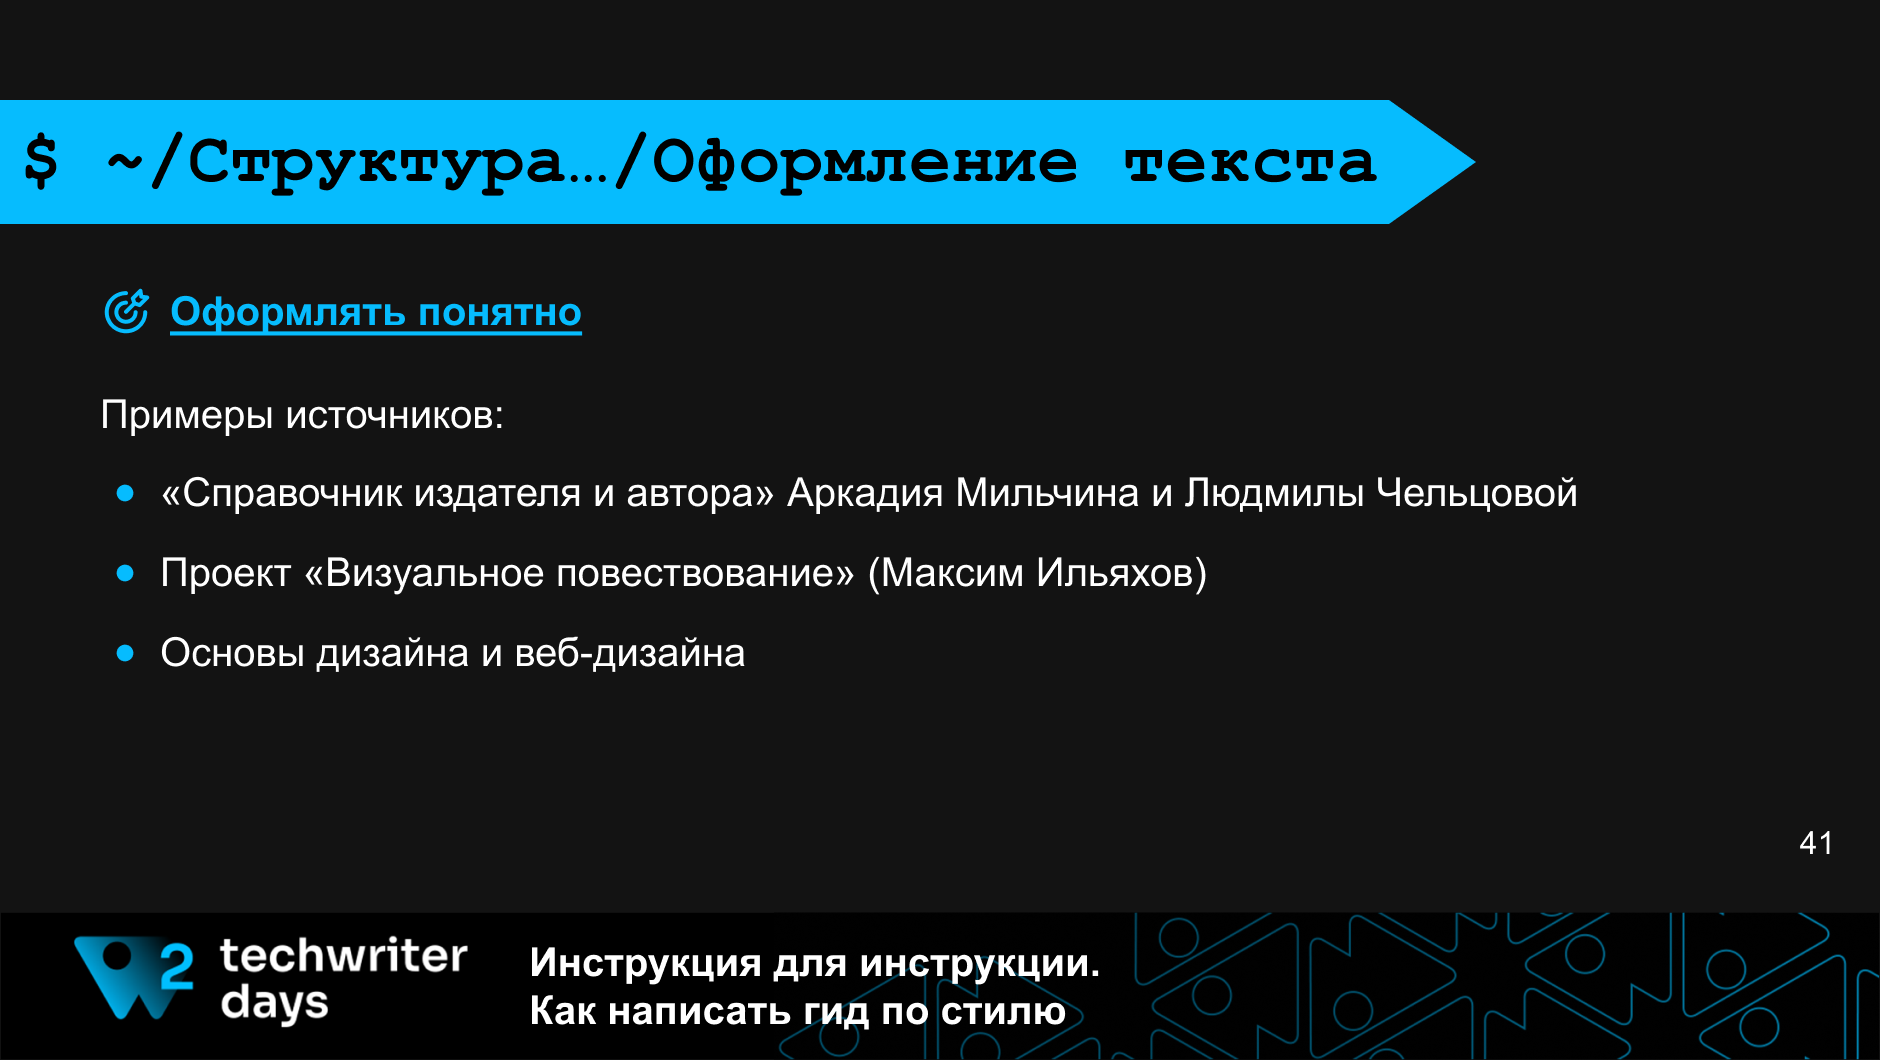 $ ~/Структура…/Оформление текста
Оформлять понятно
Примеры источников:
● «Справочник издателя и автора» Аркадия Мильчина и Людмилы Чельцовой
● Проект «Визуальное повествование» (Максим Ильяхов)
● Основы дизайна и веб-дизайна
41
2 techwriter
days
Инструкция для инструкции.
Как написать гид по стилю